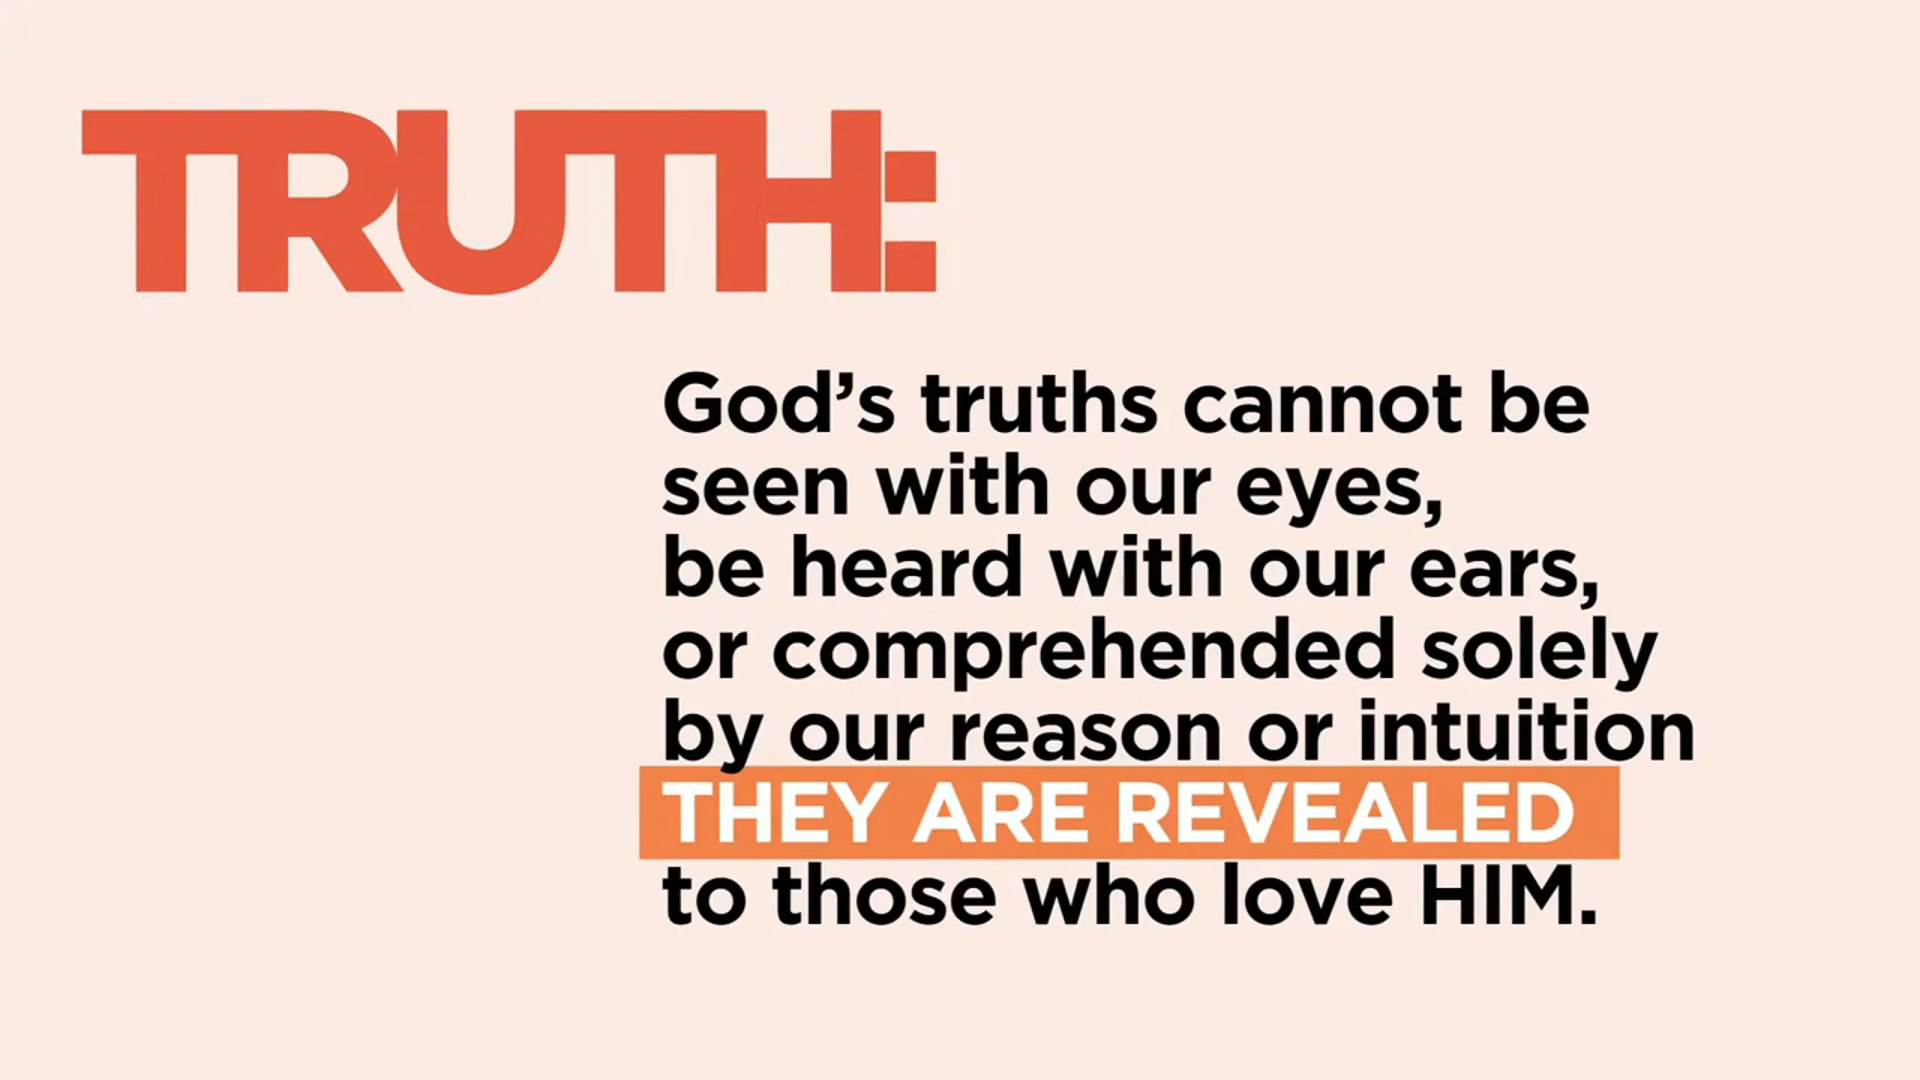 TRUTH:
God’s truths cannot be
seen with our eyes,
be heard with our ears,
or comprehended solely
by our reason or intuition
THEY ARE REVEALED
to those who love HIM.